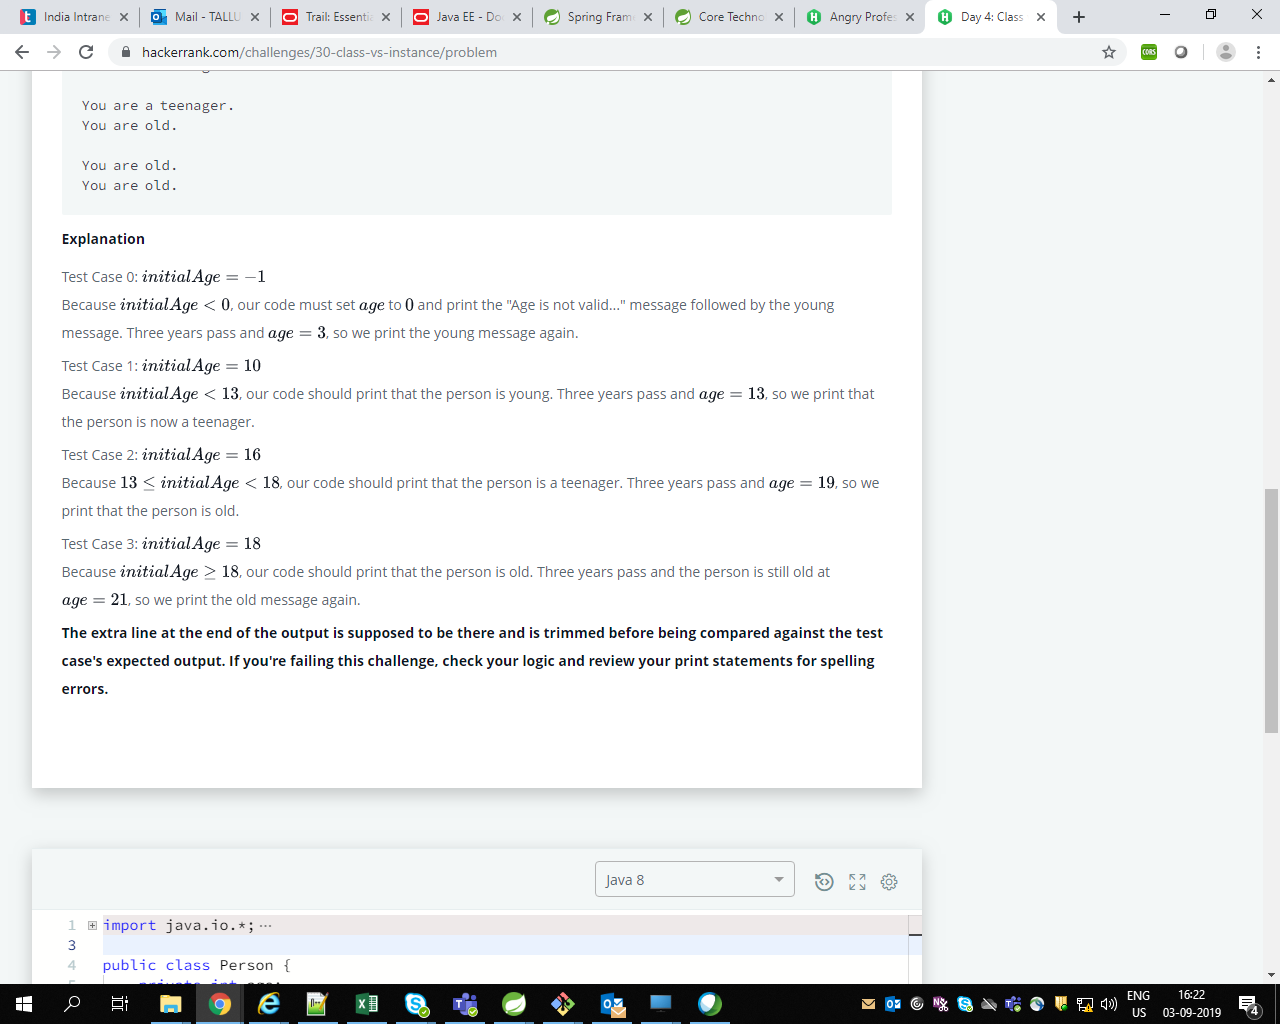 India Intrane
Mail - TALLU
Trail: Essenti
Java EE - Do
Spring Fram
Core Techno
Angry Profes
Day 4: Class
hackerrank.com/challenges/30-class-vs-instance/problem
CORS
You are a teenager.
You are old.
You are old.
You are old.
Explanation
Test Case 0: initialAge = −1
Because initialAge < 0, our code must set age to 0 and print the "Age is not valid..." message followed by the young
message. Three years pass and age = 3, so we print the young message again.
Test Case 1: initialAge = 10
Because initialAge < 13, our code should print that the person is young. Three years pass and age = 13, so we print that
the person is now a teenager.
Test Case 2: initialAge = 16
Because 13 ≤ initialAge < 18, our code should print that the person is a teenager. Three years pass and age = 19, so we
print that the person is old.
Test Case 3: initialAge = 18
Because initialAge ≥ 18, our code should print that the person is old. Three years pass and the person is still old at
age = 21, so we print the old message again.
The extra line at the end of the output is supposed to be there and is trimmed before being compared against the test
case's expected output. If you're failing this challenge, check your logic and review your print statements for spelling
errors.
Java 8
1 import java.io.*; ...
3
4 public class Person {
ENG 16:22
US 03-09-2019
4